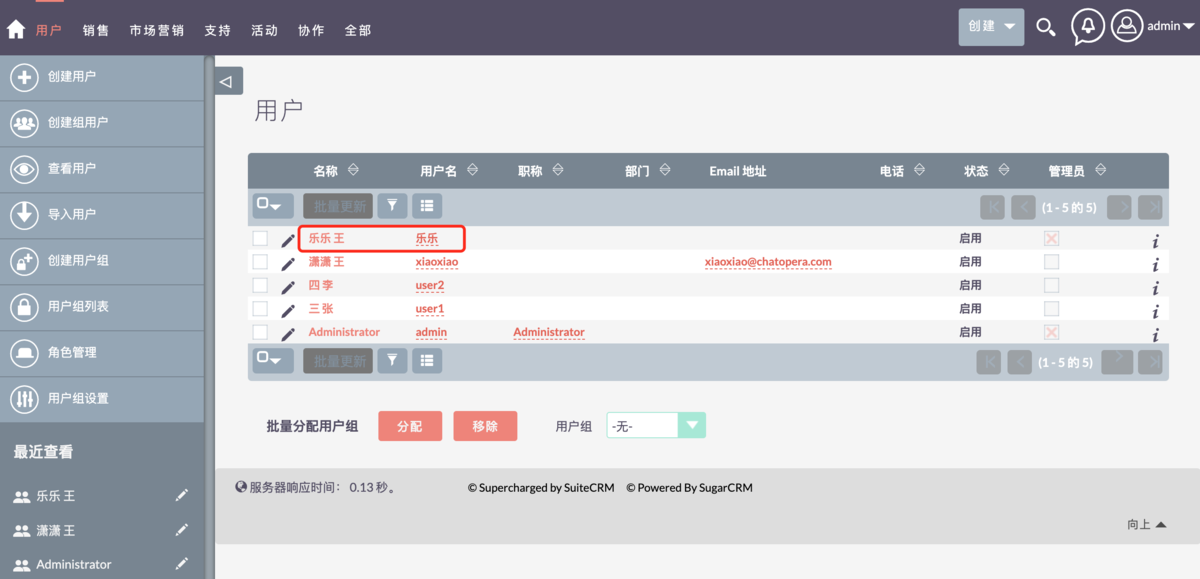 用户 销售 市场营销 支持 活动 协作 全部 创建 admin
创建用户
创建组用户
查看用户
导入用户
创建用户组
用户组列表
角色管理
用户组设置
最近查看
乐乐 王
潇潇 王
Administrator
用户
名称 用户名 职称 部门 Email 地址 电话 状态 管理员
批量更新 (1 - 5 的 5)
乐乐 王 乐乐 启用
潇潇 王 xiaoxiao xiaoxiao@chatopera.com 启用
四 李 user2 启用
三 张 user1 启用
Administrator admin Administrator 启用
批量更新 (1 - 5 的 5)
批量分配用户组 分配 移除 用户组 -无-
服务器响应时间： 0.13 秒。 © Supercharged by SuiteCRM © Powered By SugarCRM
向上